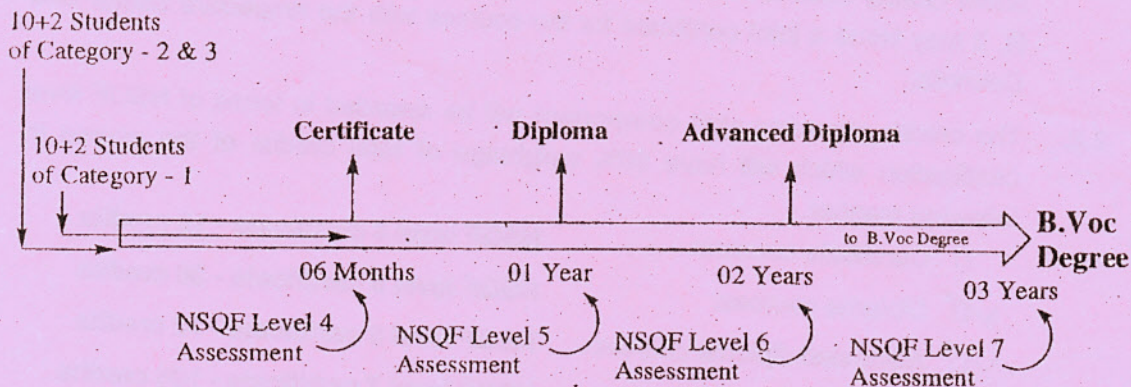 10+2 Students
of Category - 2 & 3
10+2 Students
of Category - 1
Certificate
Diploma
Advanced Diploma
to B.Voc Degree
B.Voc
Degree
06 Months
01 Year
02 Years
03 Years
NSQF Level 4
Assessment
NSQF Level 5
Assessment
NSQF Level 6
Assessment
NSQF Level 7
Assessment